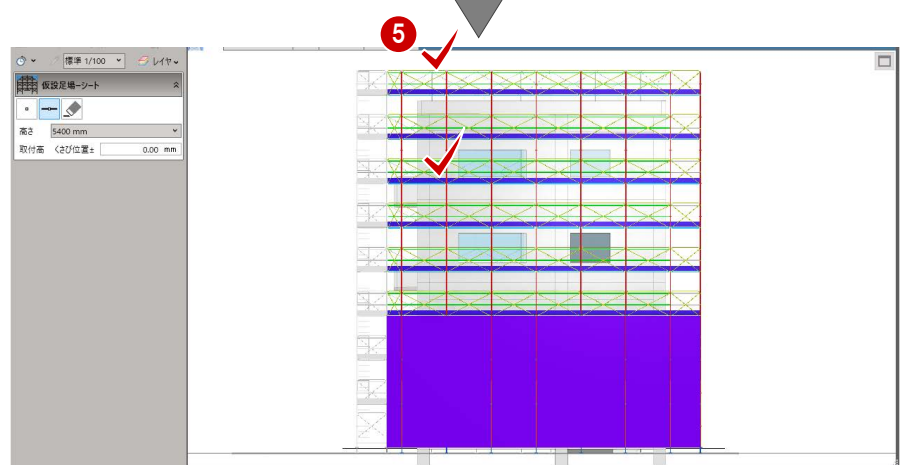 5
標準 1/100
レイヤ
仮設足場-シート
高さ 5400 mm
取付高 くさび位置± 0.00 mm